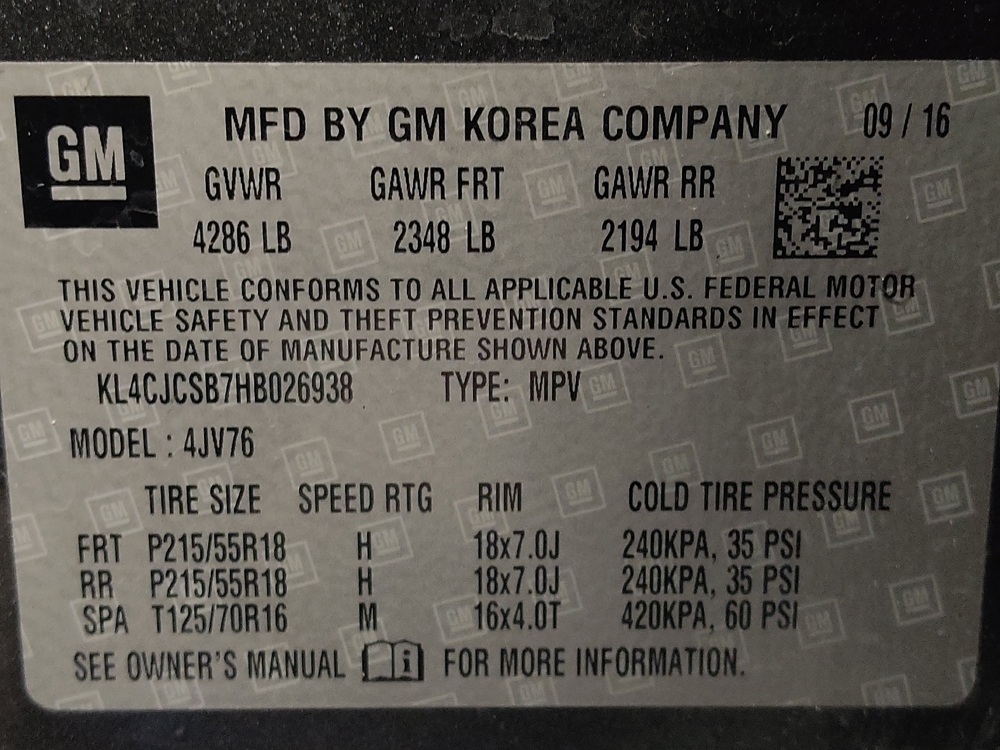 GM
MFD BY GM KOREA COMPANY 09 / 16
GVWR GAWR FRT GAWR RR
4286 LB 2348 LB 2194 LB
THIS VEHICLE CONFORMS TO ALL APPLICABLE U.S. FEDERAL MOTOR
VEHICLE SAFETY AND THEFT PREVENTION STANDARDS IN EFFECT
ON THE DATE OF MANUFACTURE SHOWN ABOVE.
KL4CJCSB7HB026938 TYPE: MPV
MODEL : 4JV76
TIRE SIZE SPEED RTG RIM COLD TIRE PRESSURE
FRT P215/55R18 H 18x7.0J 240KPA, 35 PSI
RR P215/55R18 H 18x7.0J 240KPA, 35 PSI
SPA T125/70R16 M 16x4.0T 420KPA, 60 PSI
SEE OWNER'S MANUAL i FOR MORE INFORMATION.